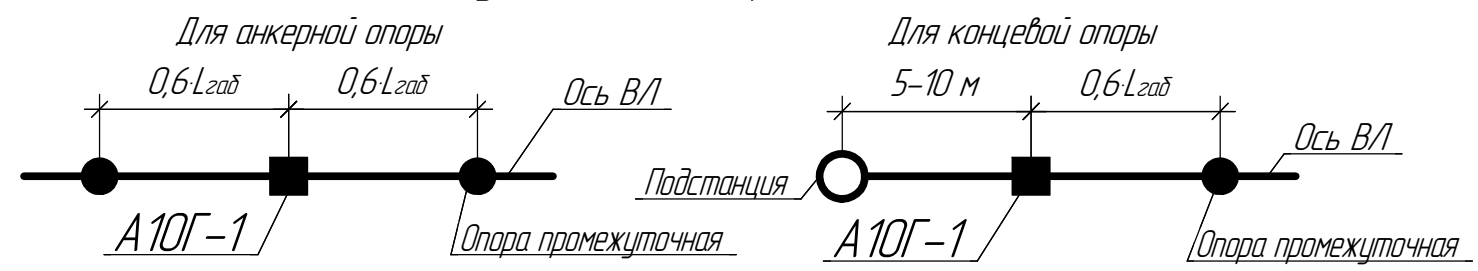 Для анкерной опоры
0,6·Lгаб
0,6·Lгаб
Ось ВЛ
А10Г-1
Опора промежуточная
Для концевой опоры
5-10 м
0,6·Lгаб
Ось ВЛ
Подстанция
А10Г-1
Опора промежуточная